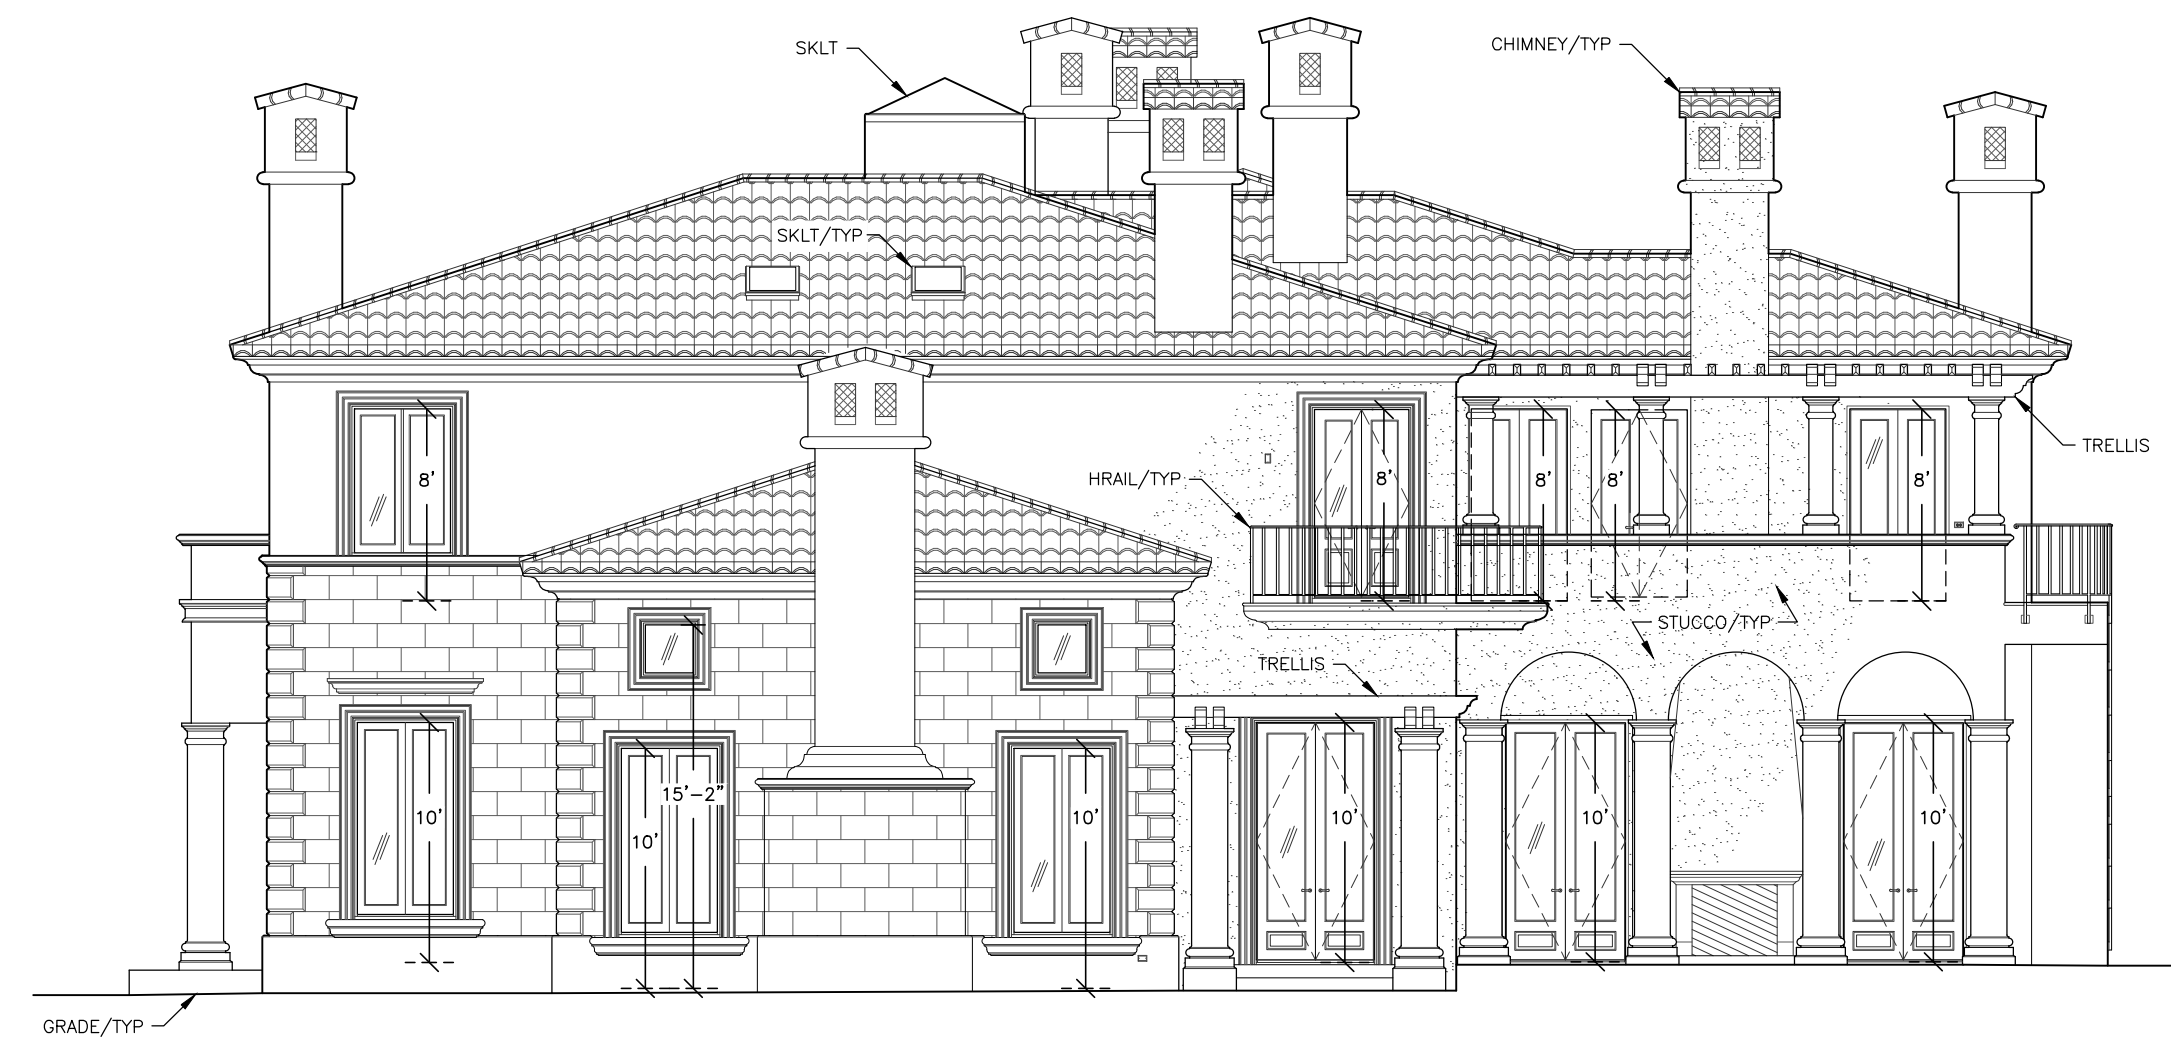 SKLT
CHIMNEY/TYP
SKLT/TYP
TRELLIS
HRAIL/TYP
8'
8'
8'
8'
8'
STUCCO/TYP
TRELLIS
15'-2"
10'
10'
10'
10'
10'
10'
GRADE/TYP